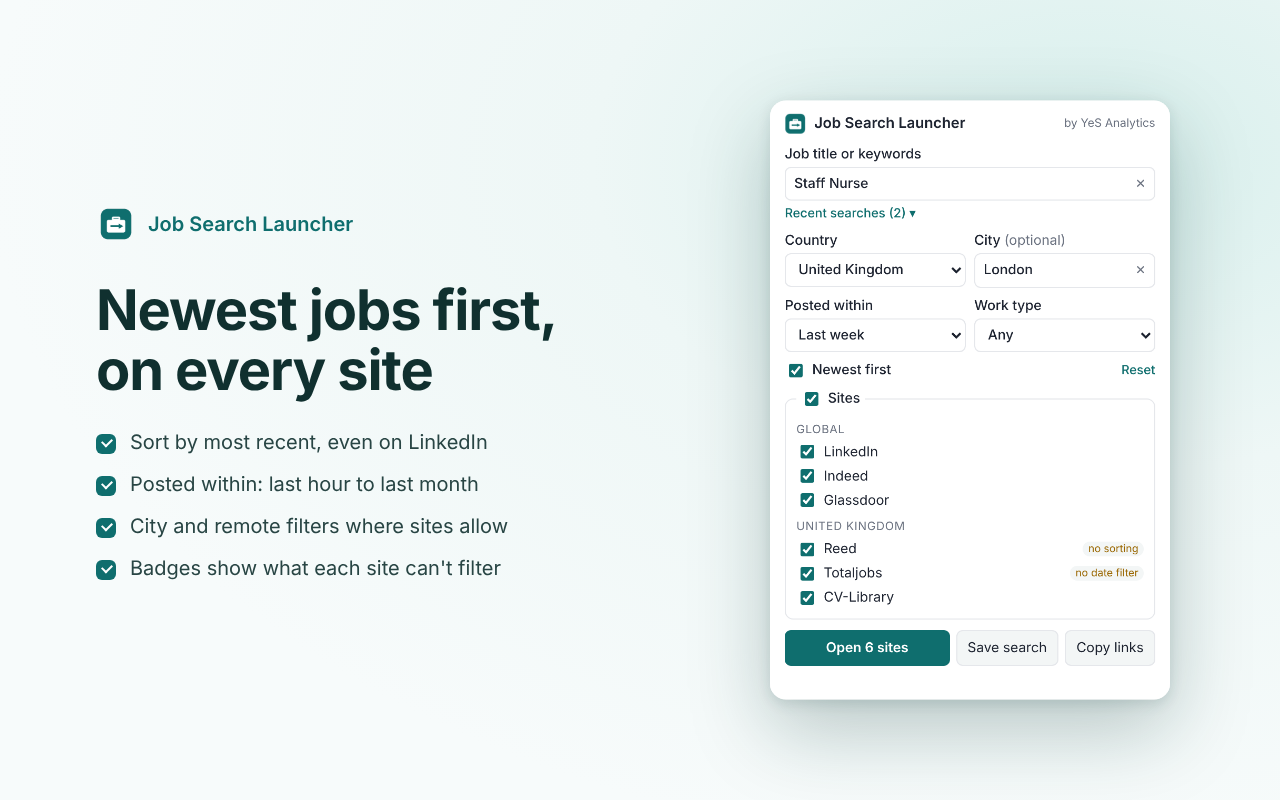 Job Search Launcher
Newest jobs first,
on every site
Sort by most recent, even on LinkedIn
Posted within: last hour to last month
City and remote filters where sites allow
Badges show what each site can't filter
Job Search Launcher
by YeS Analytics
Job title or keywords
Staff Nurse ×
Recent searches (2) ▾
Country
City (optional)
United Kingdom
London ×
Posted within
Work type
Last week
Any
Newest first
Reset
Sites
GLOBAL
LinkedIn
Indeed
Glassdoor
UNITED KINGDOM
Reed
no sorting
Totaljobs
no date filter
CV-Library
Open 6 sites
Save search
Copy links